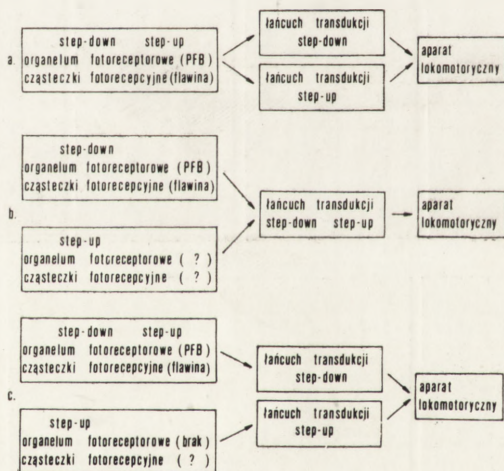 step-down step-up
a. organelum fotoreceptorowe (PFB)
cząsteczki fotorecepcyjne (flawina)
łańcuch transdukcji
step-down
łańcuch transdukcji
step-up
aparat
lokomotoryczny
step-down
organelum fotoreceptorowe (PFB)
cząsteczki fotorecepcyjne (flawina)
b.
step-up
organelum fotoreceptorowe ( ? )
cząsteczki fotorecepcyjne ( ? )
łańcuch transdukcji
step-down step-up
aparat
lokomotoryczny
step-down step-up
organelum fotoreceptorowe (PFB)
cząsteczki fotorecepcyjne (flawina)
c.
step-up
organelum fotoreceptorowe (brak)
cząsteczki fotorecepcyjne ( ? )
łańcuch transdukcji
step-down
łańcuch transdukcji
step-up
aparat
lokomotoryczny